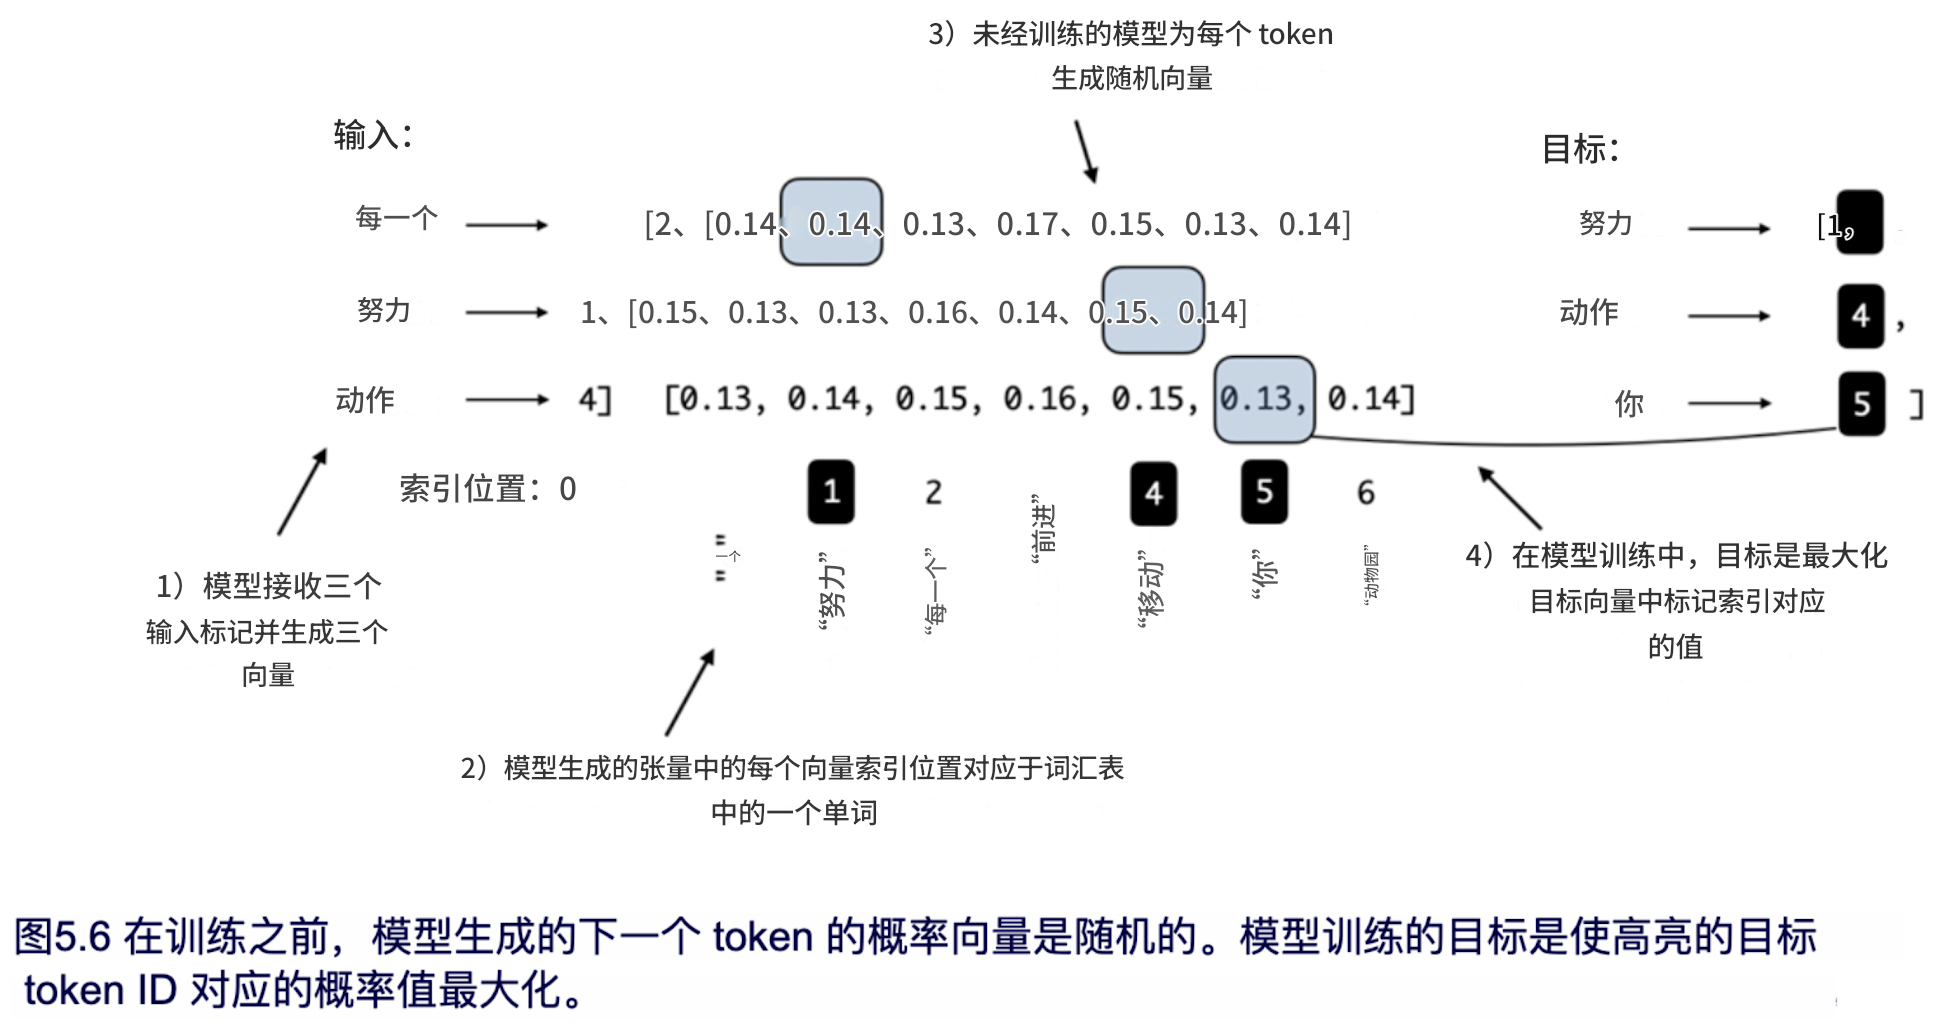 3）未经训练的模型为每个 token
生成随机向量
输入：
目标：
每一个 [2、[0.14、0.14、0.13、0.17、0.15、0.13、0.14] 努力 [1,
努力 1、[0.15、0.13、0.13、0.16、0.14、0.15、0.14] 动作 4 ,
动作 4] [0.13, 0.14, 0.15, 0.16, 0.15, 0.13, 0.14] 你 5 ]
索引位置：0 1 2 4 5 6
"一个" “努力” “每一个” “前进” “移动” “你” “动物园”
1）模型接收三个
输入标记并生成三个
向量
4）在模型训练中，目标是最大化
目标向量中标记索引对应
的值
2）模型生成的张量中的每个向量索引位置对应于词汇表
中的一个单词
图5.6 在训练之前，模型生成的下一个 token 的概率向量是随机的。模型训练的目标是使高亮的目标
token ID 对应的概率值最大化。